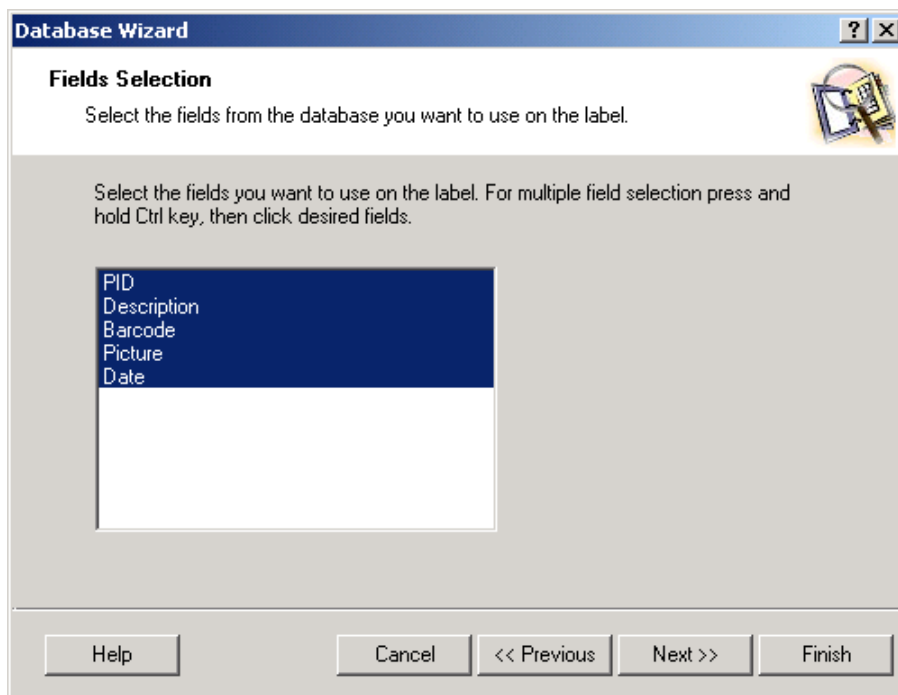 Database Wizard
Fields Selection
Select the fields from the database you want to use on the label.
Select the fields you want to use on the label. For multiple field selection press and
hold Ctrl key, then click desired fields.
PID
Description
Barcode
Picture
Date
Help
Cancel
<< Previous
Next >>
Finish